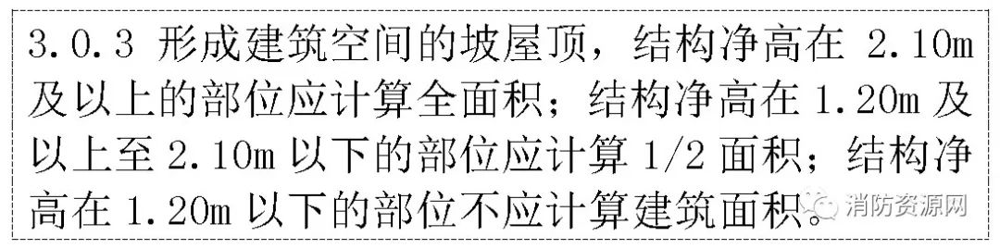 3.0.3 形成建筑空间的坡屋顶，结构净高在 2.10m
及以上的部位应计算全面积；结构净高在1.20m 及
以上至2.10m 以下的部位应计算1/2 面积；结构净
高在1.20m 以下的部位不应计算建筑面积。
消防资源网